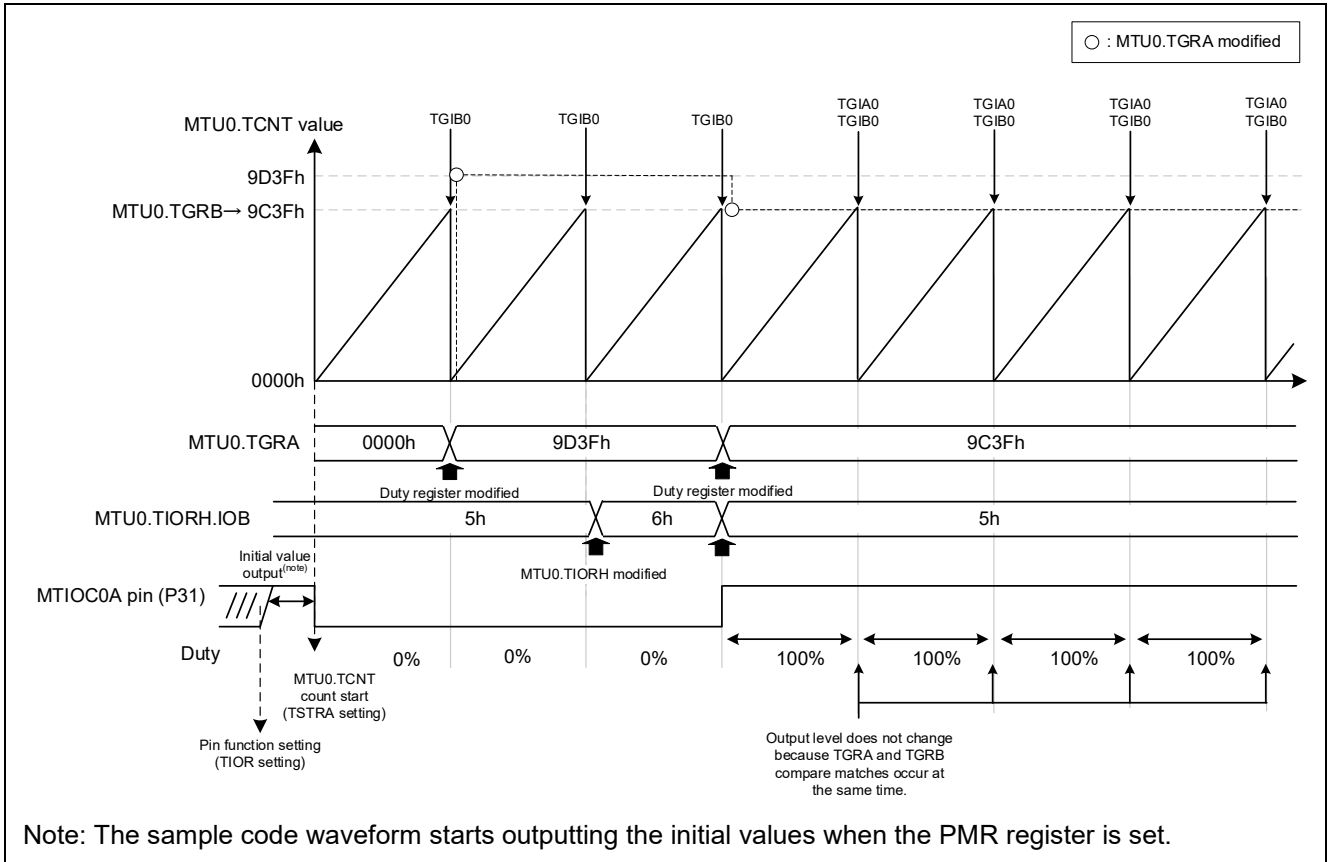 ○ : MTU0.TGRA modified
MTU0.TCNT value
TGIB0
TGIB0
TGIB0
TGIA0
TGIB0
TGIA0
TGIB0
TGIA0
TGIB0
TGIA0
TGIB0
9D3Fh
MTU0.TGRB→ 9C3Fh
0000h
MTU0.TGRA
0000h
9D3Fh
9C3Fh
Duty register modified
Duty register modified
MTU0.TIORH.IOB
5h
6h
5h
MTU0.TIORH modified
Initial value
output(note)
MTIOC0A pin (P31)
Duty
0%
0%
0%
100%
100%
100%
100%
MTU0.TCNT
count start
(TSTRA setting)
Pin function setting
(TIOR setting)
Output level does not change
because TGRA and TGRB
compare matches occur at
the same time.
Note: The sample code waveform starts outputting the initial values when the PMR register is set.